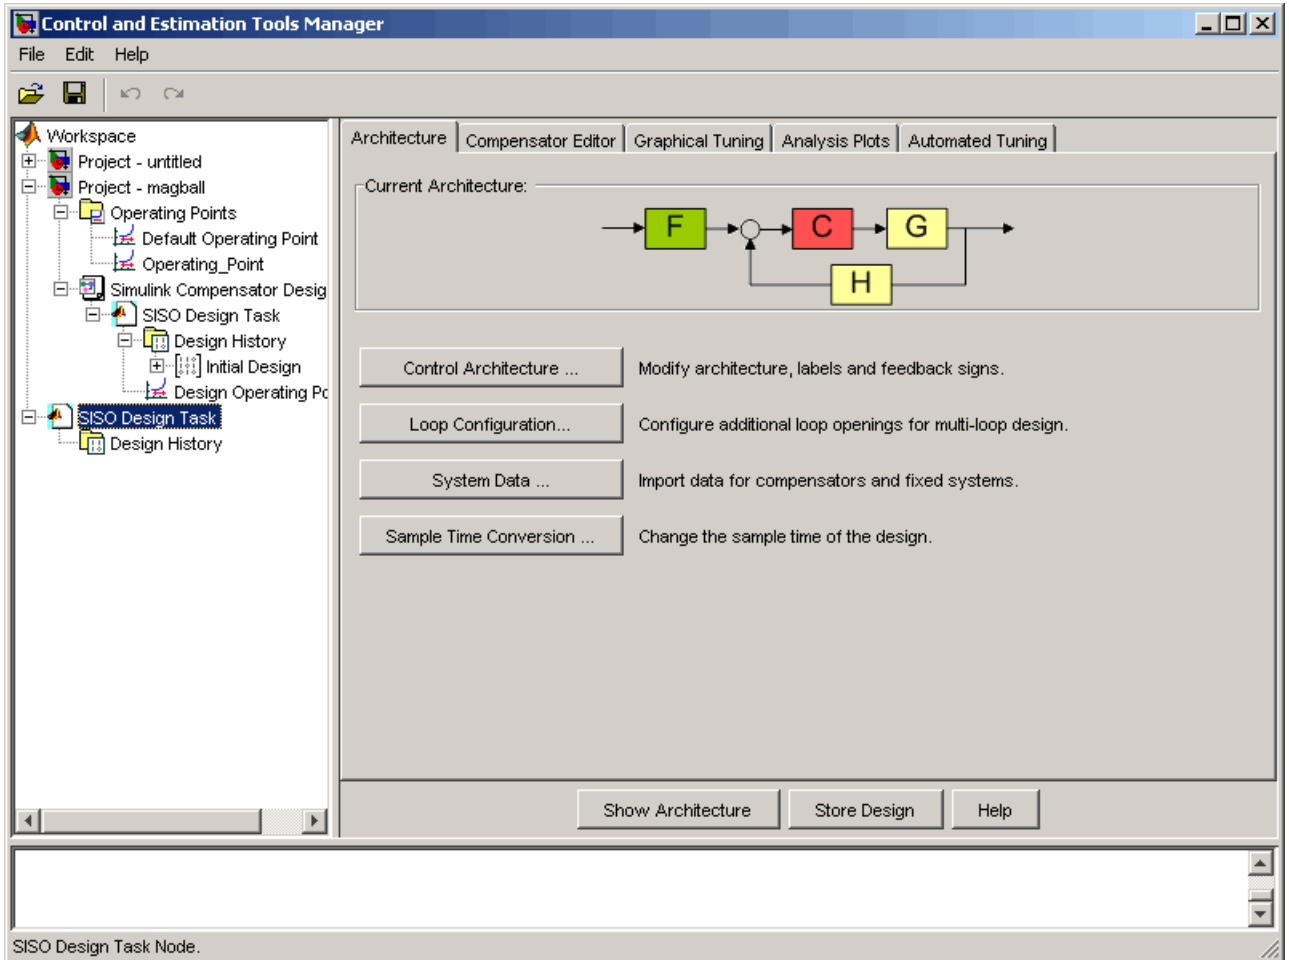 Control and Estimation Tools Manager
File Edit Help
Workspace
Project - untitled
Project - magball
Operating Points
Default Operating Point
Operating_Point
Simulink Compensator Desig
SISO Design Task
Design History
Initial Design
Design Operating Po
SISO Design Task
Design History
Architecture Compensator Editor Graphical Tuning Analysis Plots Automated Tuning
Current Architecture:
F C G
H
Control Architecture ... Modify architecture, labels and feedback signs.
Loop Configuration... Configure additional loop openings for multi-loop design.
System Data ... Import data for compensators and fixed systems.
Sample Time Conversion ... Change the sample time of the design.
Show Architecture Store Design Help
SISO Design Task Node.